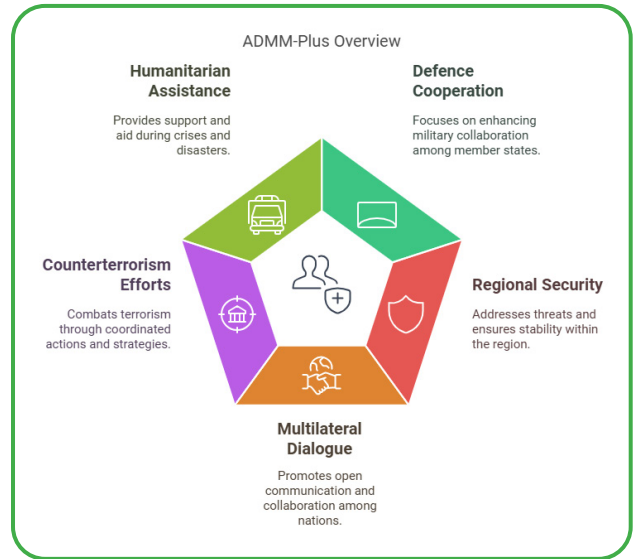 ADMM-Plus Overview
Humanitarian
Assistance
Provides support and
aid during crises and
disasters.
Defence
Cooperation
Focuses on enhancing
military collaboration
among member states.
Counterterrorism
Efforts
Combats terrorism
through coordinated
actions and strategies.
Regional Security
Addresses threats and
ensures stability within
the region.
Multilateral
Dialogue
Promotes open
communication and
collaboration among
nations.